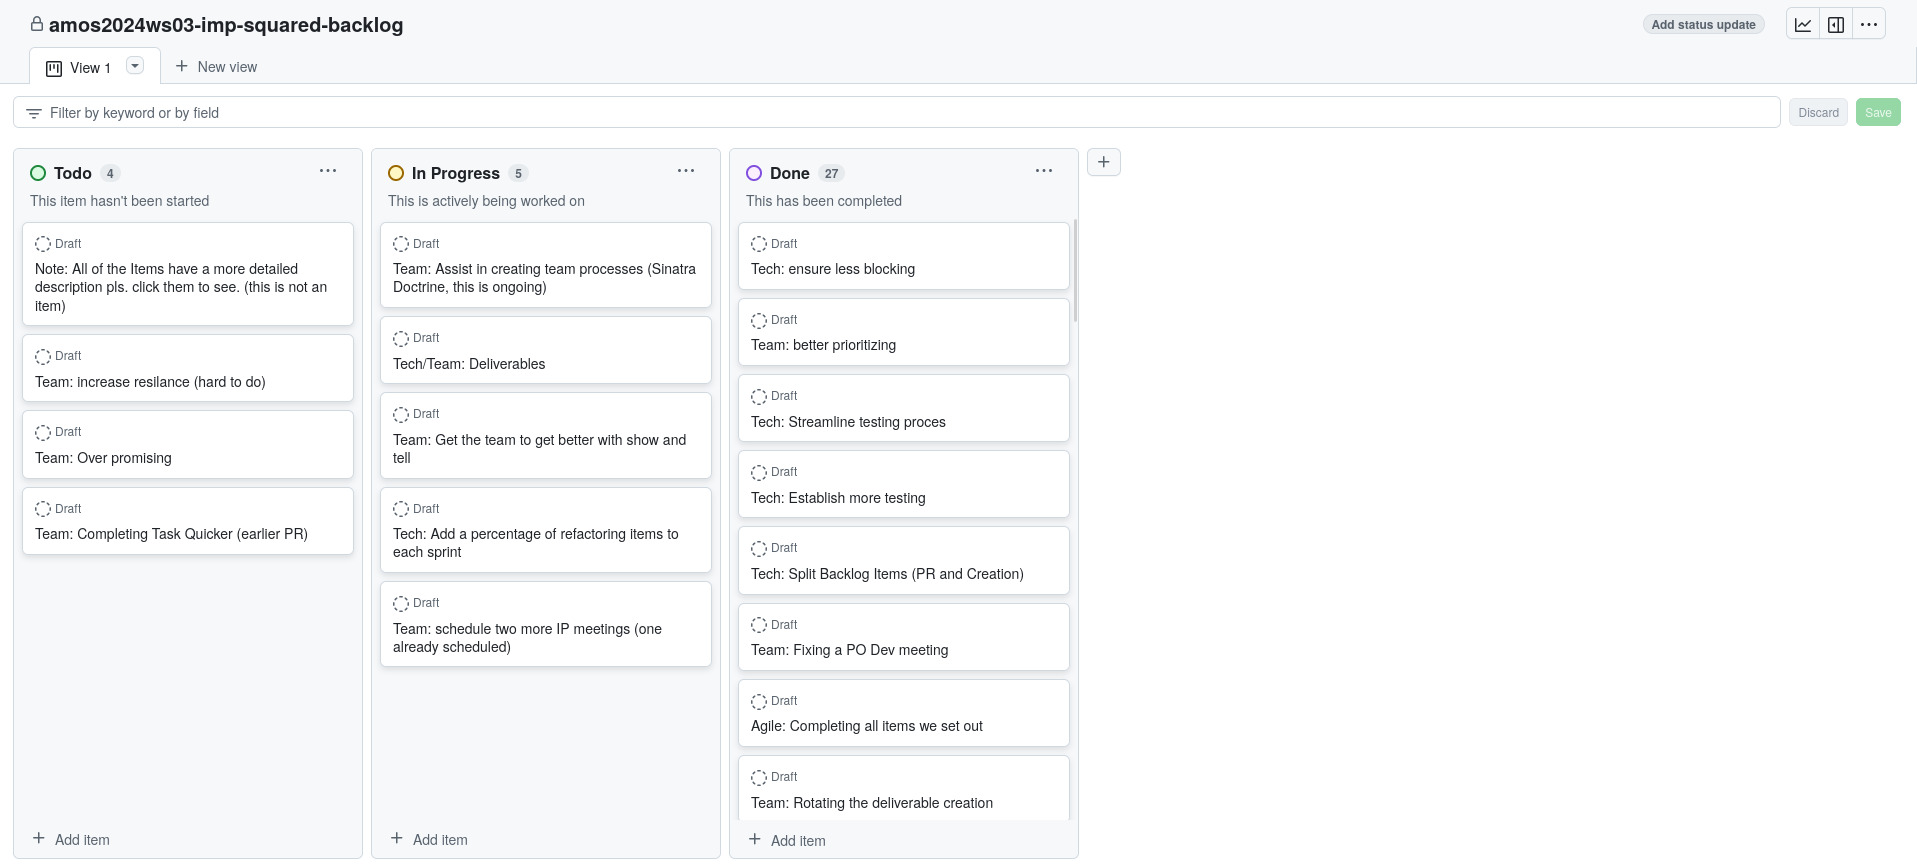 amos2024ws03-imp-squared-backlog
Add status update
View 1
New view
Filter by keyword or by field
Discard
Save
Todo 4
This item hasn't been started
Draft
Note: All of the Items have a more detailed
description pls. click them to see. (this is not an
item)
Draft
Team: increase resilance (hard to do)
Draft
Team: Over promising
Draft
Team: Completing Task Quicker (earlier PR)
Add item
In Progress 5
This is actively being worked on
Draft
Team: Assist in creating team processes (Sinatra
Doctrine, this is ongoing)
Draft
Tech/Team: Deliverables
Draft
Team: Get the team to get better with show and
tell
Draft
Tech: Add a percentage of refactoring items to
each sprint
Draft
Team: schedule two more IP meetings (one
already scheduled)
Add item
Done 27
This has been completed
Draft
Tech: ensure less blocking
Draft
Team: better prioritizing
Draft
Tech: Streamline testing proces
Draft
Tech: Establish more testing
Draft
Tech: Split Backlog Items (PR and Creation)
Draft
Team: Fixing a PO Dev meeting
Draft
Agile: Completing all items we set out
Draft
Team: Rotating the deliverable creation
Add item